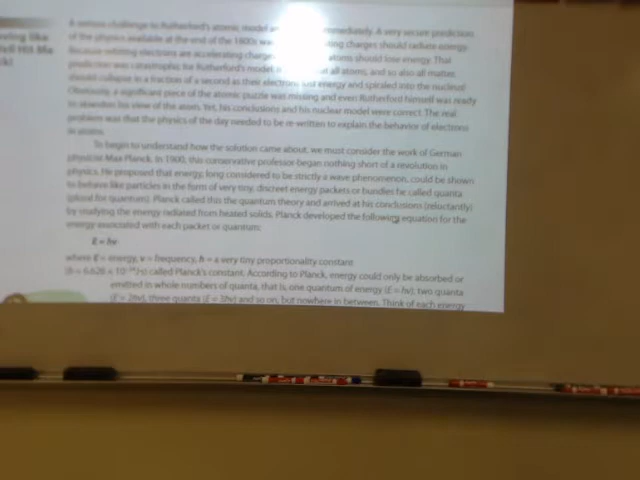 A serious challenge to Rutherford's atomic model immediately. A very secure prediction
of the physics available at the end of the 1800s was charges should radiate energy.
Because orbiting electrons are accelerating charges atoms should lose energy. That
prediction was catastrophic for Rutherford's model all atoms, and so also all matter,
should collapse in a fraction of a second as their electrons lost energy and spiraled into the nucleus!
Obviously, a significant piece of the atomic puzzle was missing and even Rutherford himself was ready
to abandon his view of the atom. Yet, his conclusions and his nuclear model were correct. The real
problem was that the physics of the day needed to be re-written to explain the behavior of electrons
in atoms.
To begin to understand how the solution came about, we must consider the work of German
physicist Max Planck. In 1900, this conservative professor began nothing short of a revolution in
physics. He proposed that energy, long considered to be strictly a wave phenomenon, could be shown
to behave like particles in the form of very tiny, discreet energy packets or bundles he called quanta
(plural for quantum). Planck called this the quantum theory and arrived at his conclusions (reluctantly)
by studying the energy radiated from heated solids. Planck developed the following equation for the
energy associated with each packet or quantum:
E = hν
where E = energy, ν = frequency, h = a very tiny proportionality constant
called Planck's constant. According to Planck, energy could only be absorbed or
emitted in whole numbers of quanta, that is, one quantum of energy (E = hν), two quanta
(E = 2hν), three quanta (E = 3hν) and so on, but nowhere in between. Think of each energy